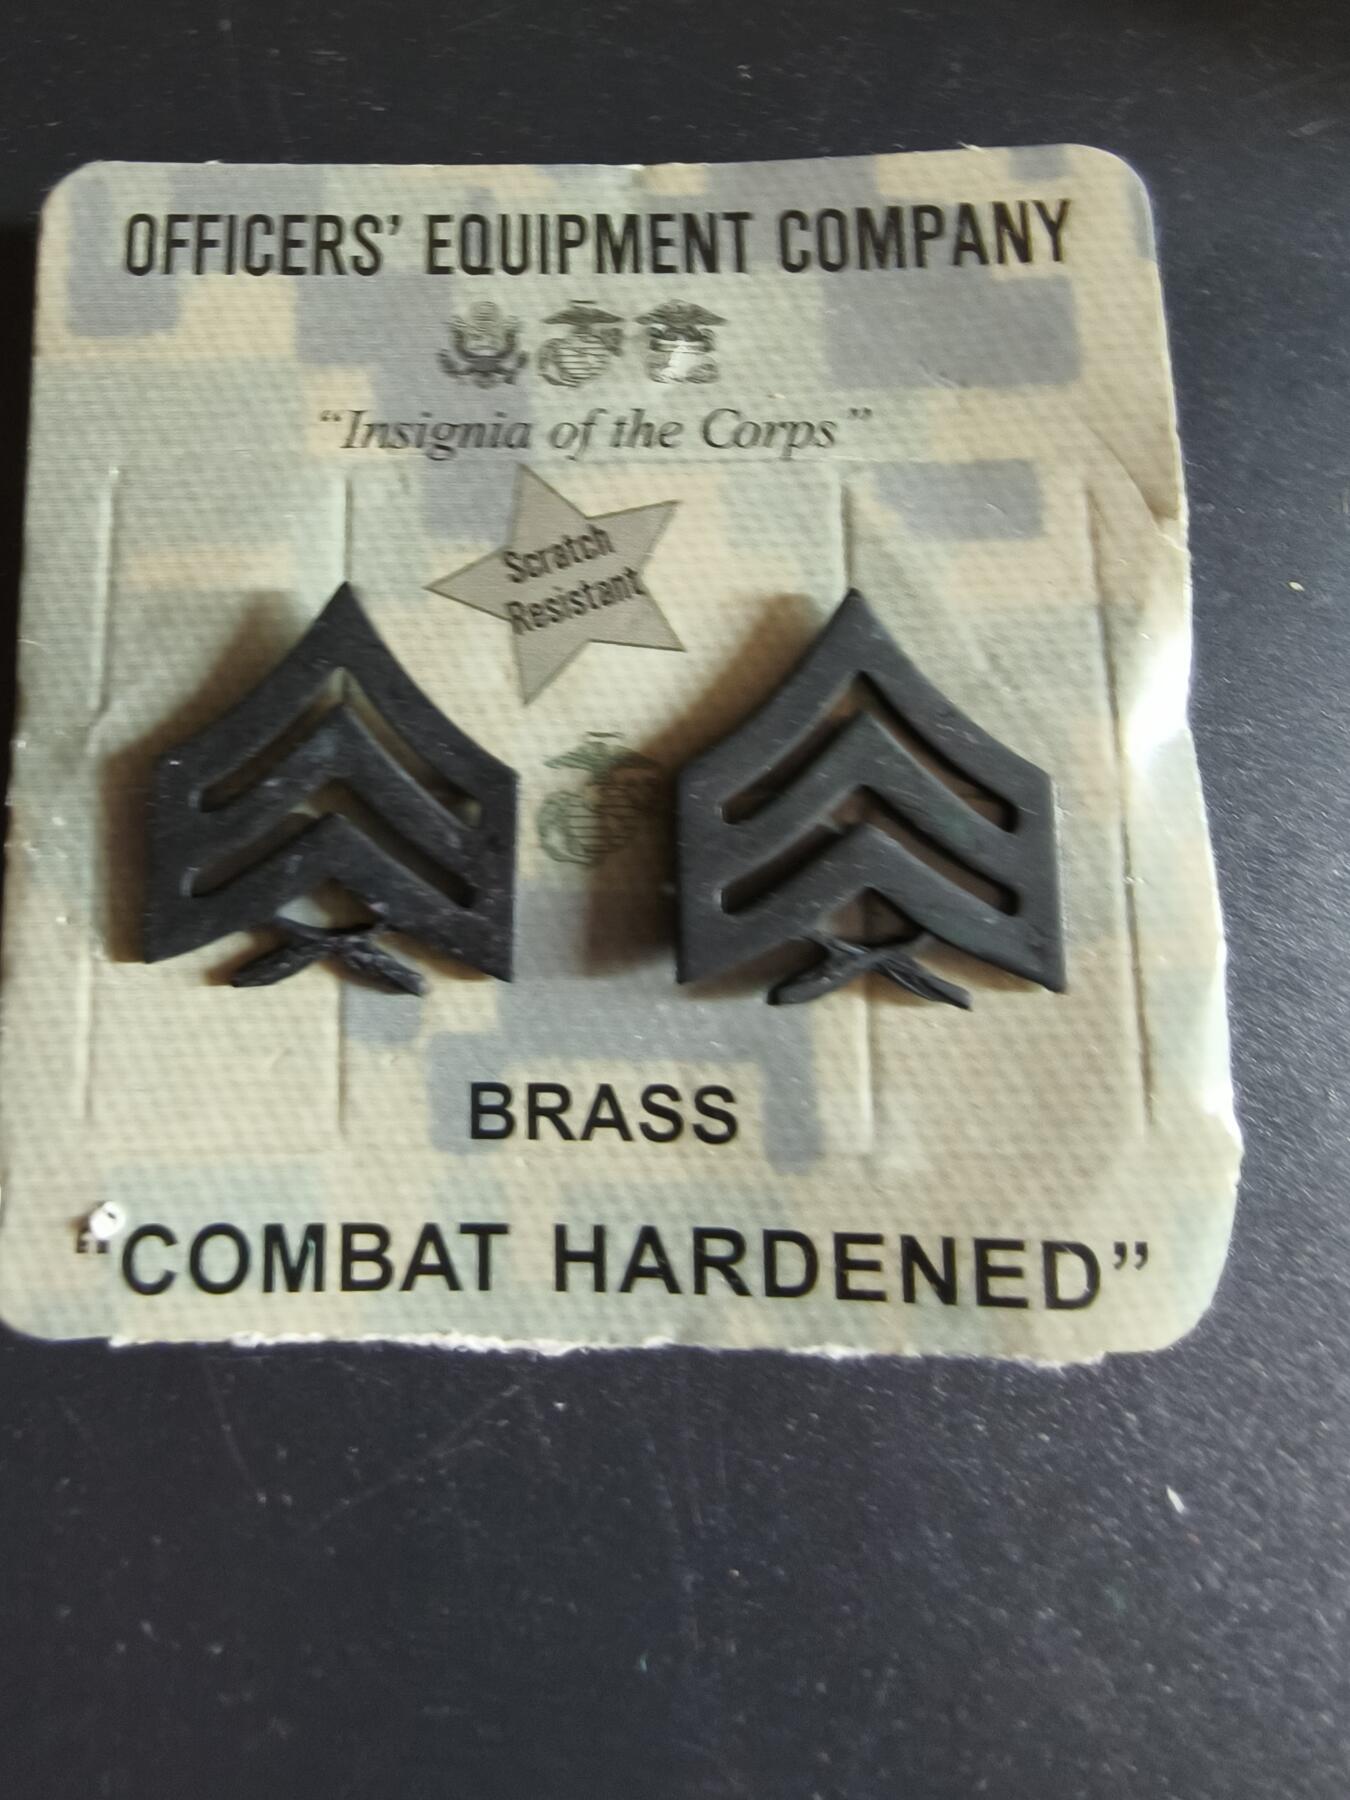 OFFICERS’ EQUIPMENT COMPANY
“Insignia of the Corps”
Scratch
Resistant
BRASS
“COMBAT HARDENED”